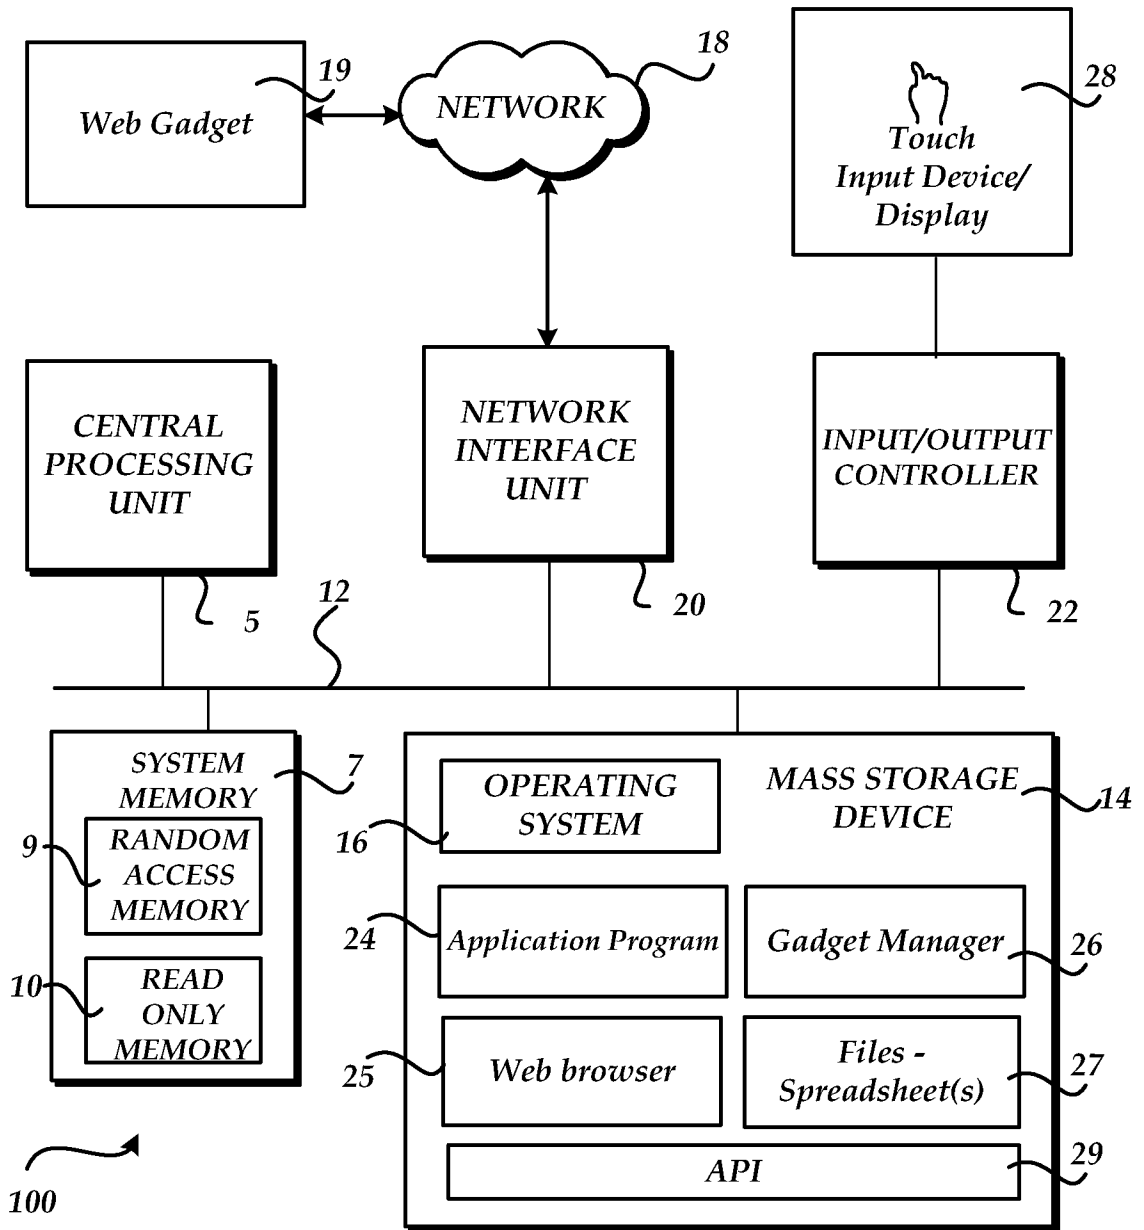 19
Web Gadget
18
NETWORK
28
Touch
Input Device/
Display
CENTRAL
PROCESSING
UNIT
5
NETWORK
INTERFACE
UNIT
20
INPUT/OUTPUT
CONTROLLER
22
12
SYSTEM
MEMORY
7
9
RANDOM
ACCESS
MEMORY
10
READ
ONLY
MEMORY
OPERATING
SYSTEM
16
MASS STORAGE
DEVICE
14
24
Application Program
Gadget Manager
26
25
Web browser
Files -
Spreadsheet(s)
27
API
29
100